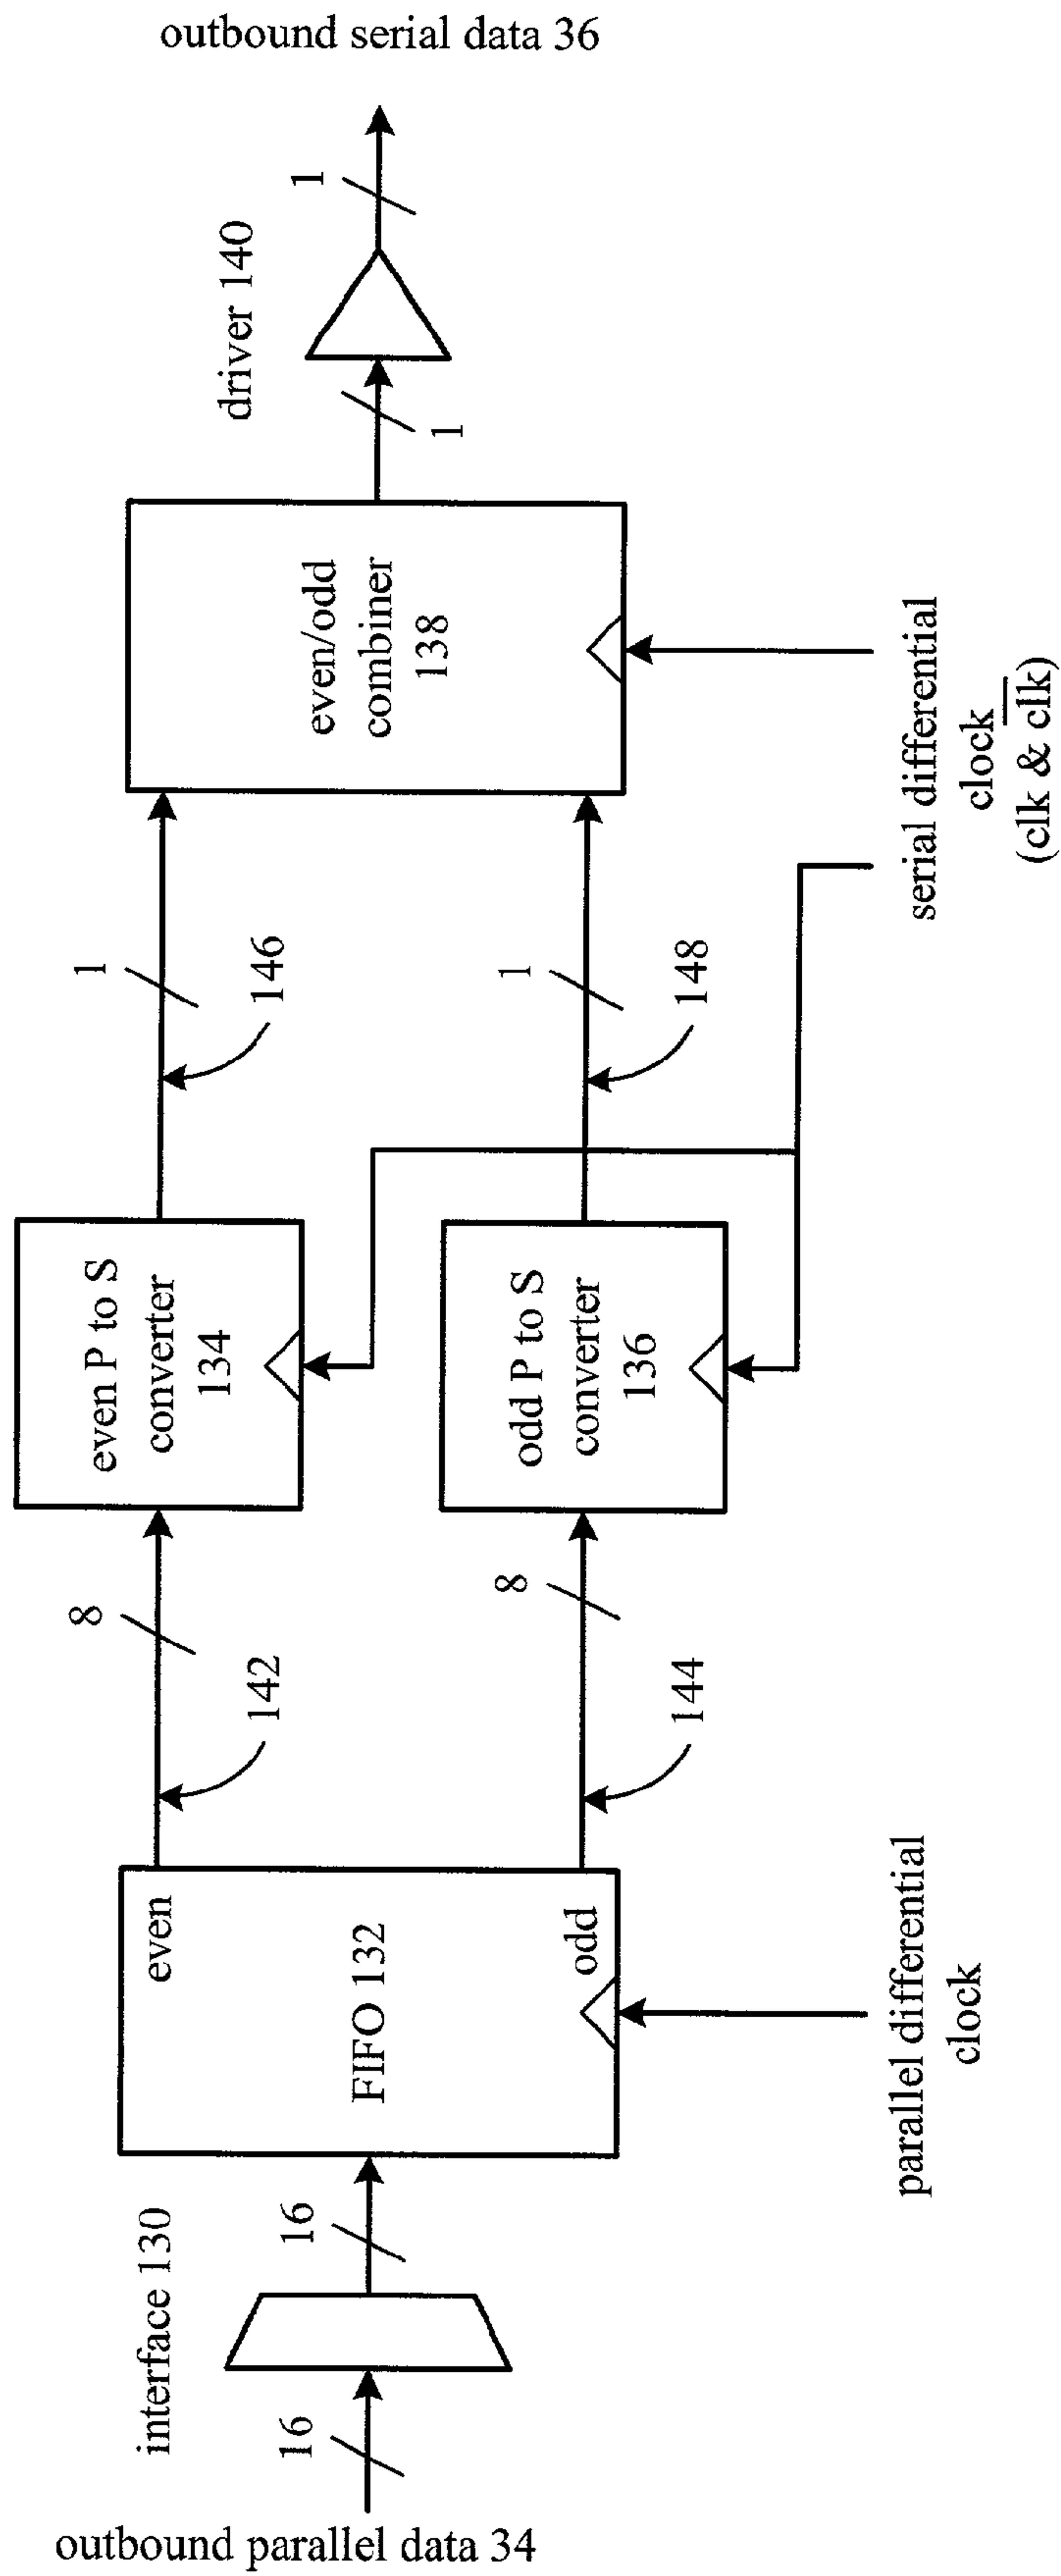 outbound parallel data 34
16
interface 130
16
even
FIFO 132
odd
parallel differential
clock
142
8
144
8
even P to S
converter
134
odd P to S
converter
136
146
1
148
1
even/odd
combiner
138
serial differential
clock
(clk & c̅l̅k̅)
1
driver 140
1
outbound serial data 36